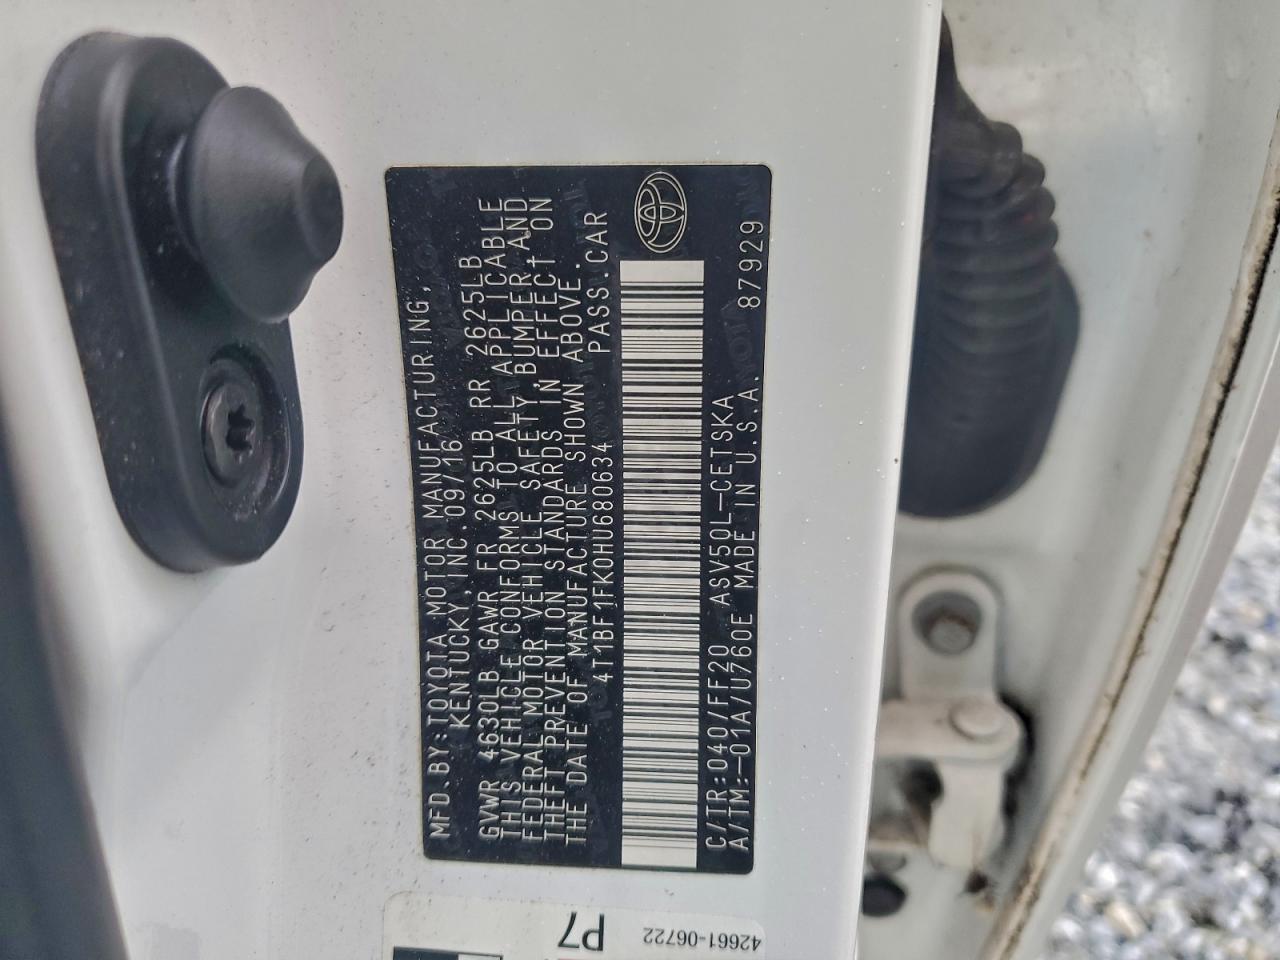 MFD.BY:TOYOTA MOTOR MANUFACTURING,
KENTUCKY,INC.09/16
GVWR 4630LB GAWR FR 2625LB RR 2625LB
THIS VEHICLE CONFORMS TO ALL APPLICABLE
FEDERAL MOTOR VEHICLE SAFETY,BUMPER,AND
THEFT PREVENTION STANDARDS IN EFFECT ON
THE DATE OF MANUFACTURE SHOWN ABOVE.
4T1BF1FK0HU680634 PASS.CAR
C/TR:040/FF20 ASV50L-CETSKA
A/TM:-01A/U760E MADE IN U.S.A. 87929
P7
42661-06722